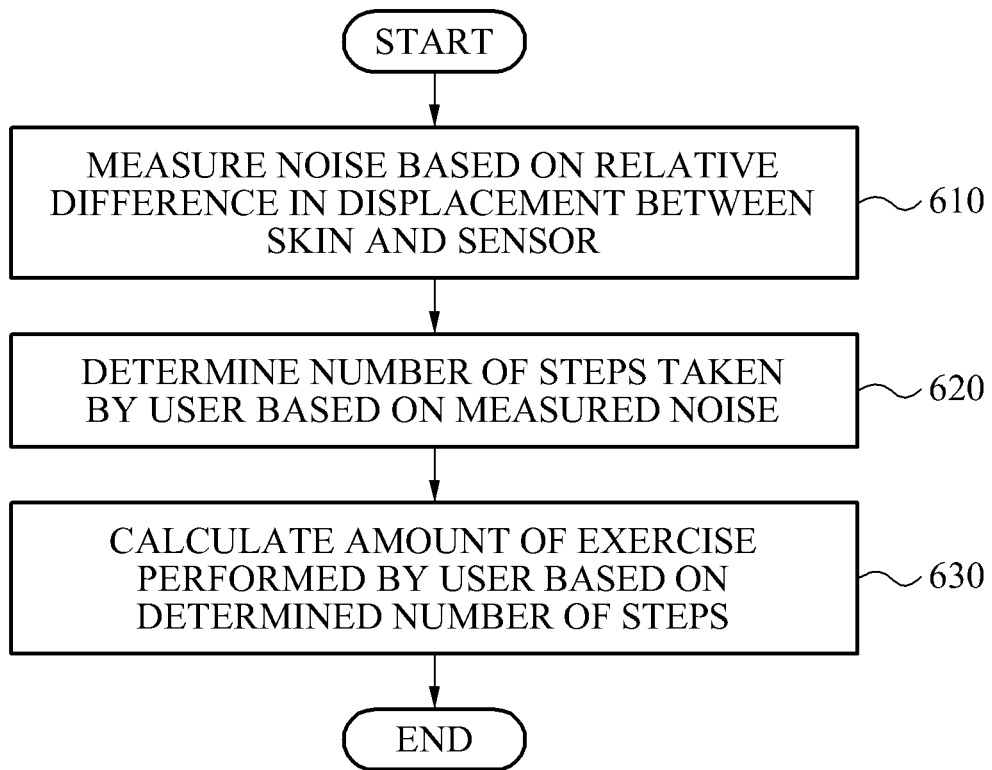 START
MEASURE NOISE BASED ON RELATIVE
DIFFERENCE IN DISPLACEMENT BETWEEN
SKIN AND SENSOR
610
DETERMINE NUMBER OF STEPS TAKEN
BY USER BASED ON MEASURED NOISE
620
CALCULATE AMOUNT OF EXERCISE
PERFORMED BY USER BASED ON
DETERMINED NUMBER OF STEPS
630
END